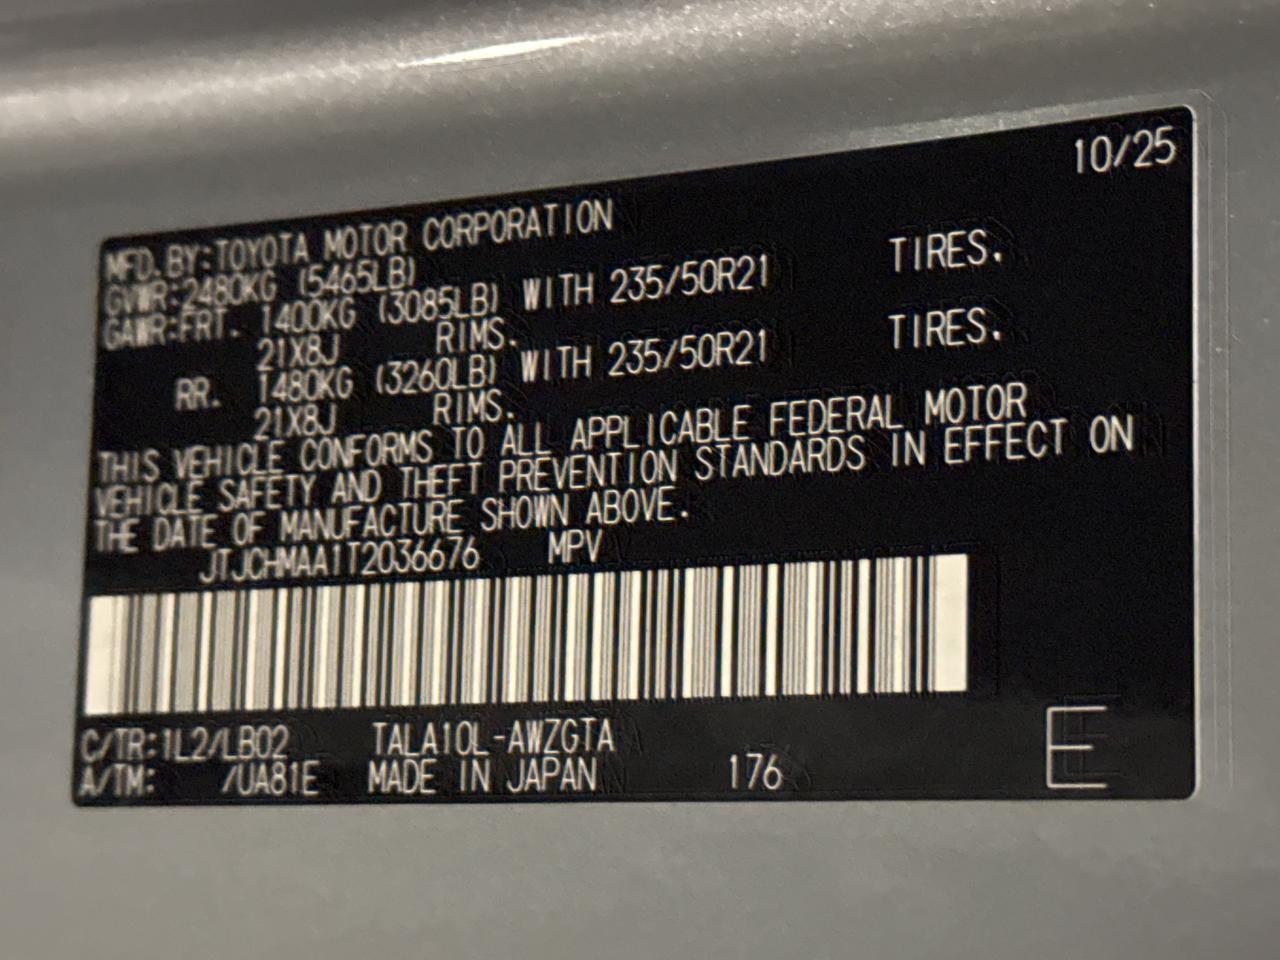 10/25
MFD. BY: TOYOTA MOTOR CORPORATION
GVWR: 2480KG (5465LB)
GAWR: FRT. 1400KG (3085LB) WITH 235/50R21 TIRES.
21X8J RIMS.
RR. 1480KG (3260LB) WITH 235/50R21 TIRES.
21X8J RIMS.
THIS VEHICLE CONFORMS TO ALL APPLICABLE FEDERAL MOTOR
VEHICLE SAFETY AND THEFT PREVENTION STANDARDS IN EFFECT ON
THE DATE OF MANUFACTURE SHOWN ABOVE.
JTJCHMAA1T2036676 MPV
C/TR: 1L2/LB02 TALA10L-AWZGTA
A/TM: /UA81E MADE IN JAPAN 176
E